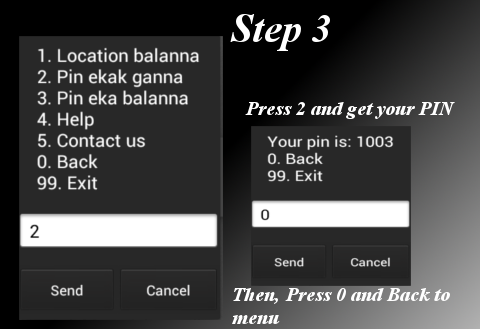 Step 3
1. Location balanna
2. Pin ekak ganna
3. Pin eka balanna
4. Help
5. Contact us
0. Back
99. Exit
2
Send Cancel
Press 2 and get your PIN
Your pin is: 1003
0. Back
99. Exit
0
Send Cancel
Then, Press 0 and Back to
menu